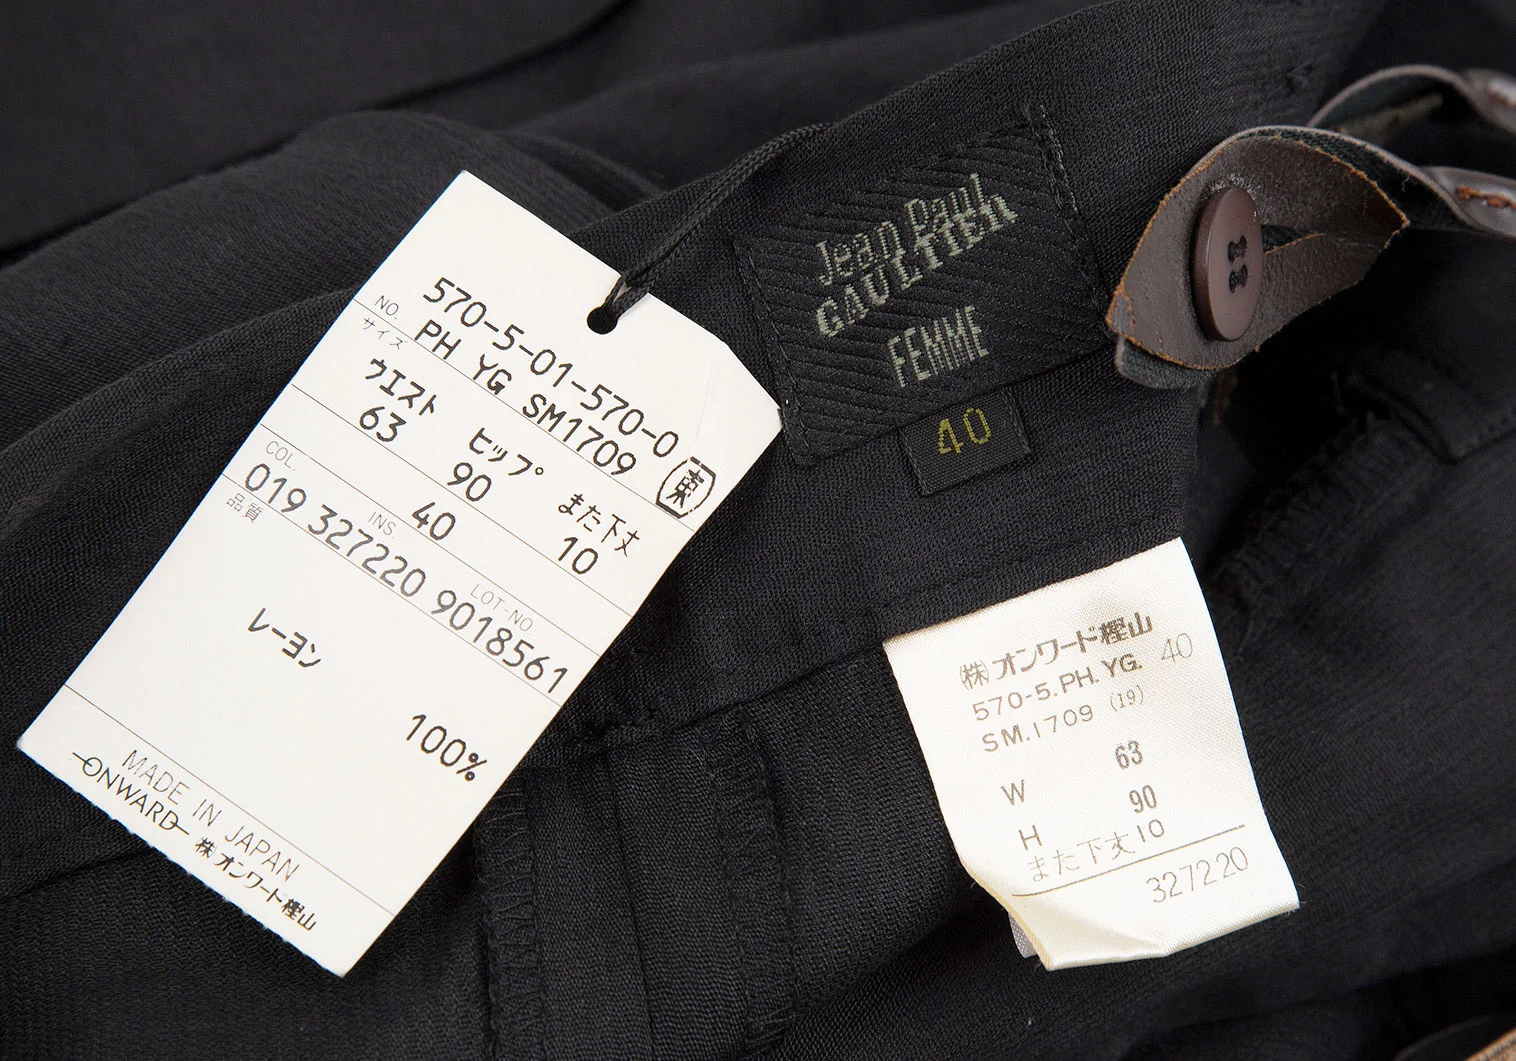 NO. 570-5-01-570-0
サイズ PH YG SM1709
東
ウエスト ヒップ また下丈
63 90 10
COL. INS. LOT-NO
40
019 327220 9018561
品質
レーヨン
100%
MADE IN JAPAN
ONWARD 株オンワード樫山
Jean Paul
GAULTIER
FEMME
40
(株)オンワード樫山
570-5.PH.YG. 40
SM.1709 (19)
W 63
H 90
また下丈10
327220